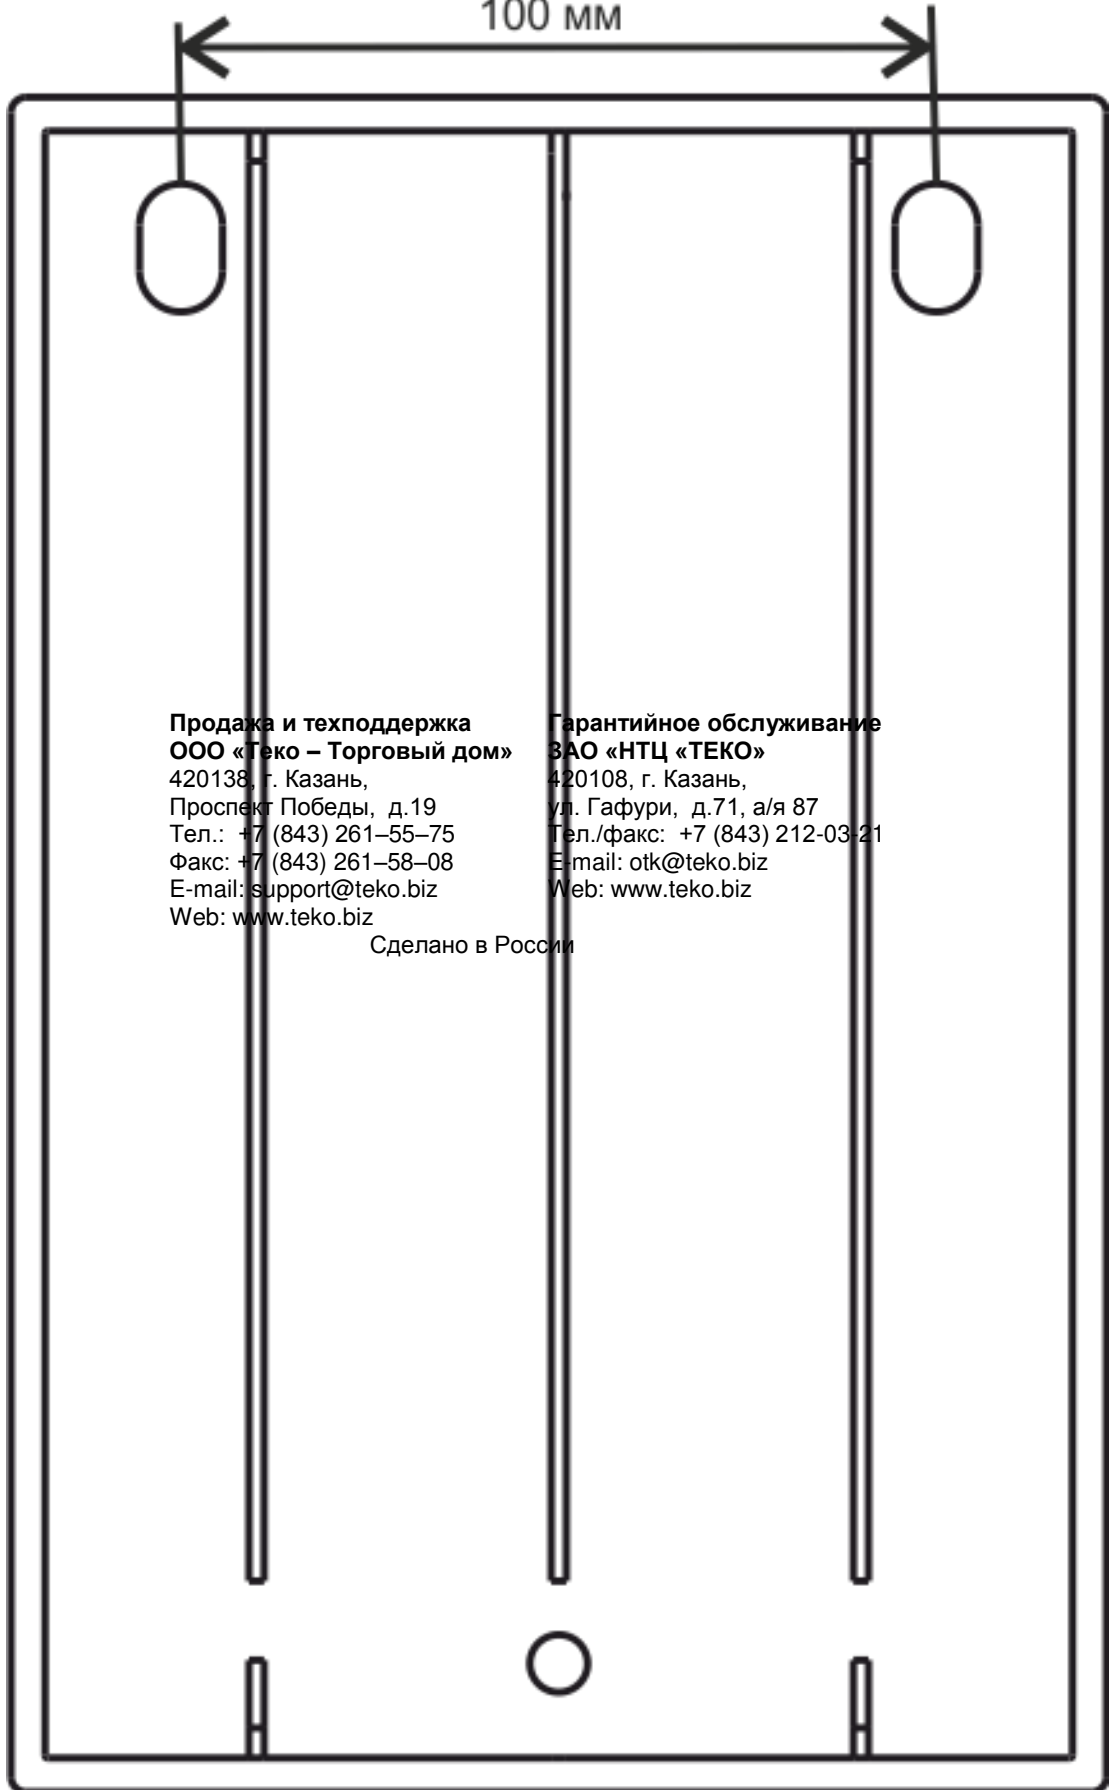 100 мм
Продажа и техподдержка
ООО «Теко – Торговый дом»
420138, г. Казань,
Проспект Победы, д.19
Тел.: +7 (843) 261–55–75
Факс: +7 (843) 261–58–08
E-mail: support@teko.biz
Web: www.teko.biz
Гарантийное обслуживание
ЗАО «НТЦ «ТЕКО»
420108, г. Казань,
ул. Гафури, д.71, а/я 87
Тел./факс: +7 (843) 212-03-21
E-mail: otk@teko.biz
Web: www.teko.biz
Сделано в России